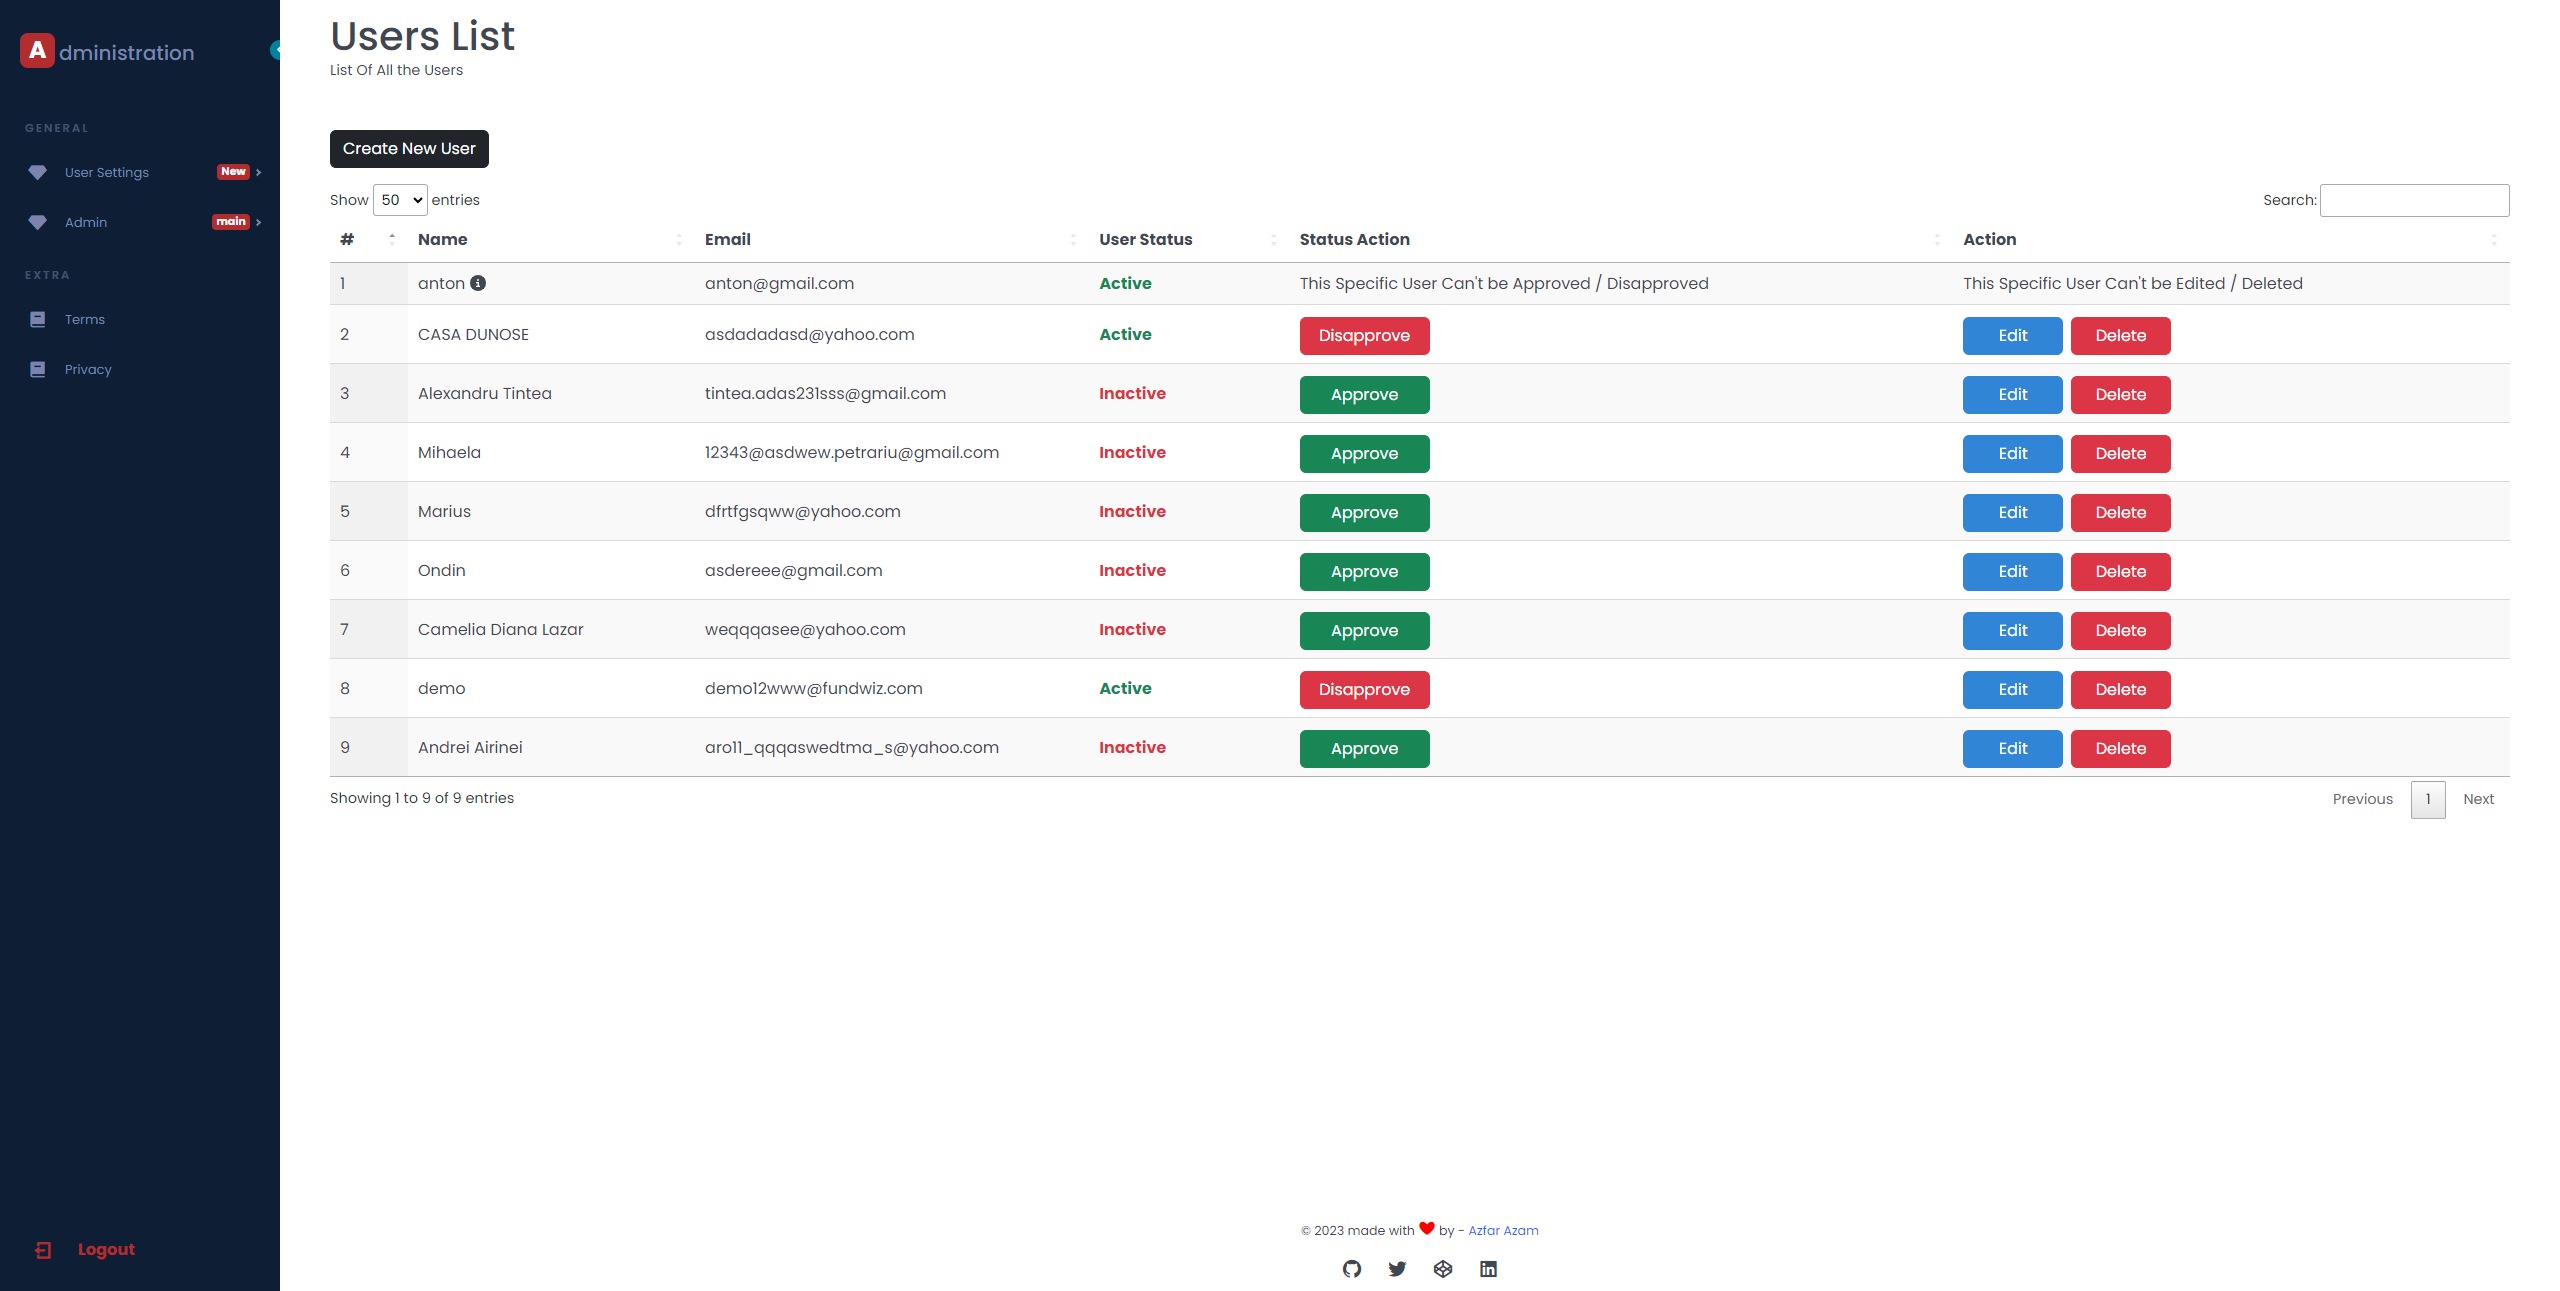 Administration
GENERAL
User Settings New
Admin main
EXTRA
Terms
Privacy
Logout
Users List
List Of All the Users
Create New User
Show 50 entries Search:
# Name Email User Status Status Action Action
1 anton anton@gmail.com Active This Specific User Can't be Approved / Disapproved This Specific User Can't be Edited / Deleted
2 CASA DUNOSE asdadadasd@yahoo.com Active Disapprove Edit Delete
3 Alexandru Tintea tintea.adas231sss@gmail.com Inactive Approve Edit Delete
4 Mihaela 12343@asdwew.petrariu@gmail.com Inactive Approve Edit Delete
5 Marius dfrtfgsqww@yahoo.com Inactive Approve Edit Delete
6 Ondin asdereee@gmail.com Inactive Approve Edit Delete
7 Camelia Diana Lazar weqqqasee@yahoo.com Inactive Approve Edit Delete
8 demo demo12www@fundwiz.com Active Disapprove Edit Delete
9 Andrei Airinei aro11_qqqaswedtma_s@yahoo.com Inactive Approve Edit Delete
Showing 1 to 9 of 9 entries Previous 1 Next
© 2023 made with ❤ by - Azfar Azam